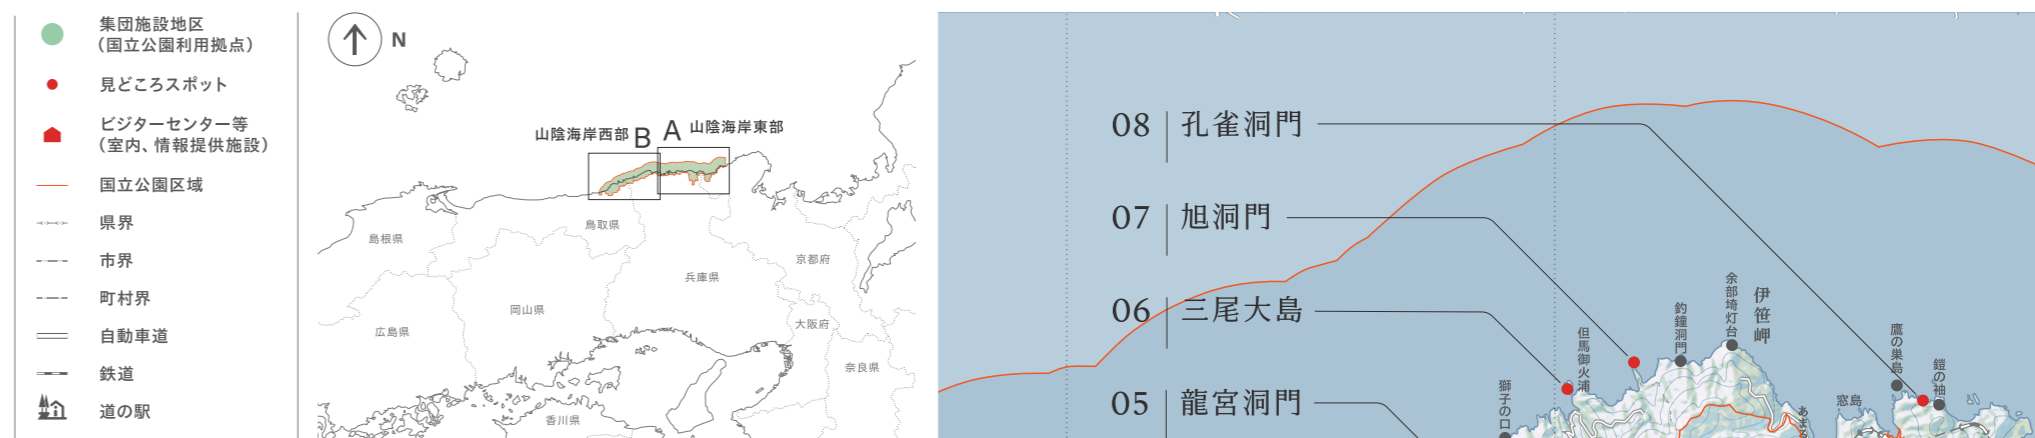 集団施設地区
（国立公園利用拠点）
見どころスポット
ビジターセンター等
（室内、情報提供施設）
国立公園区域
県界
市界
町村界
自動車道
鉄道
道の駅
N
山陰海岸西部 B
A 山陰海岸東部
島根県
鳥取県
京都府
兵庫県
岡山県
広島県
大阪府
奈良県
香川県
08 孔雀洞門
07 旭洞門
06 三尾大島
05 龍宮洞門
獅子の口
但馬御火浦
釣鐘洞門
余部埼灯台
伊笹岬
あま
窓島
鷹の巣島
鎧の袖